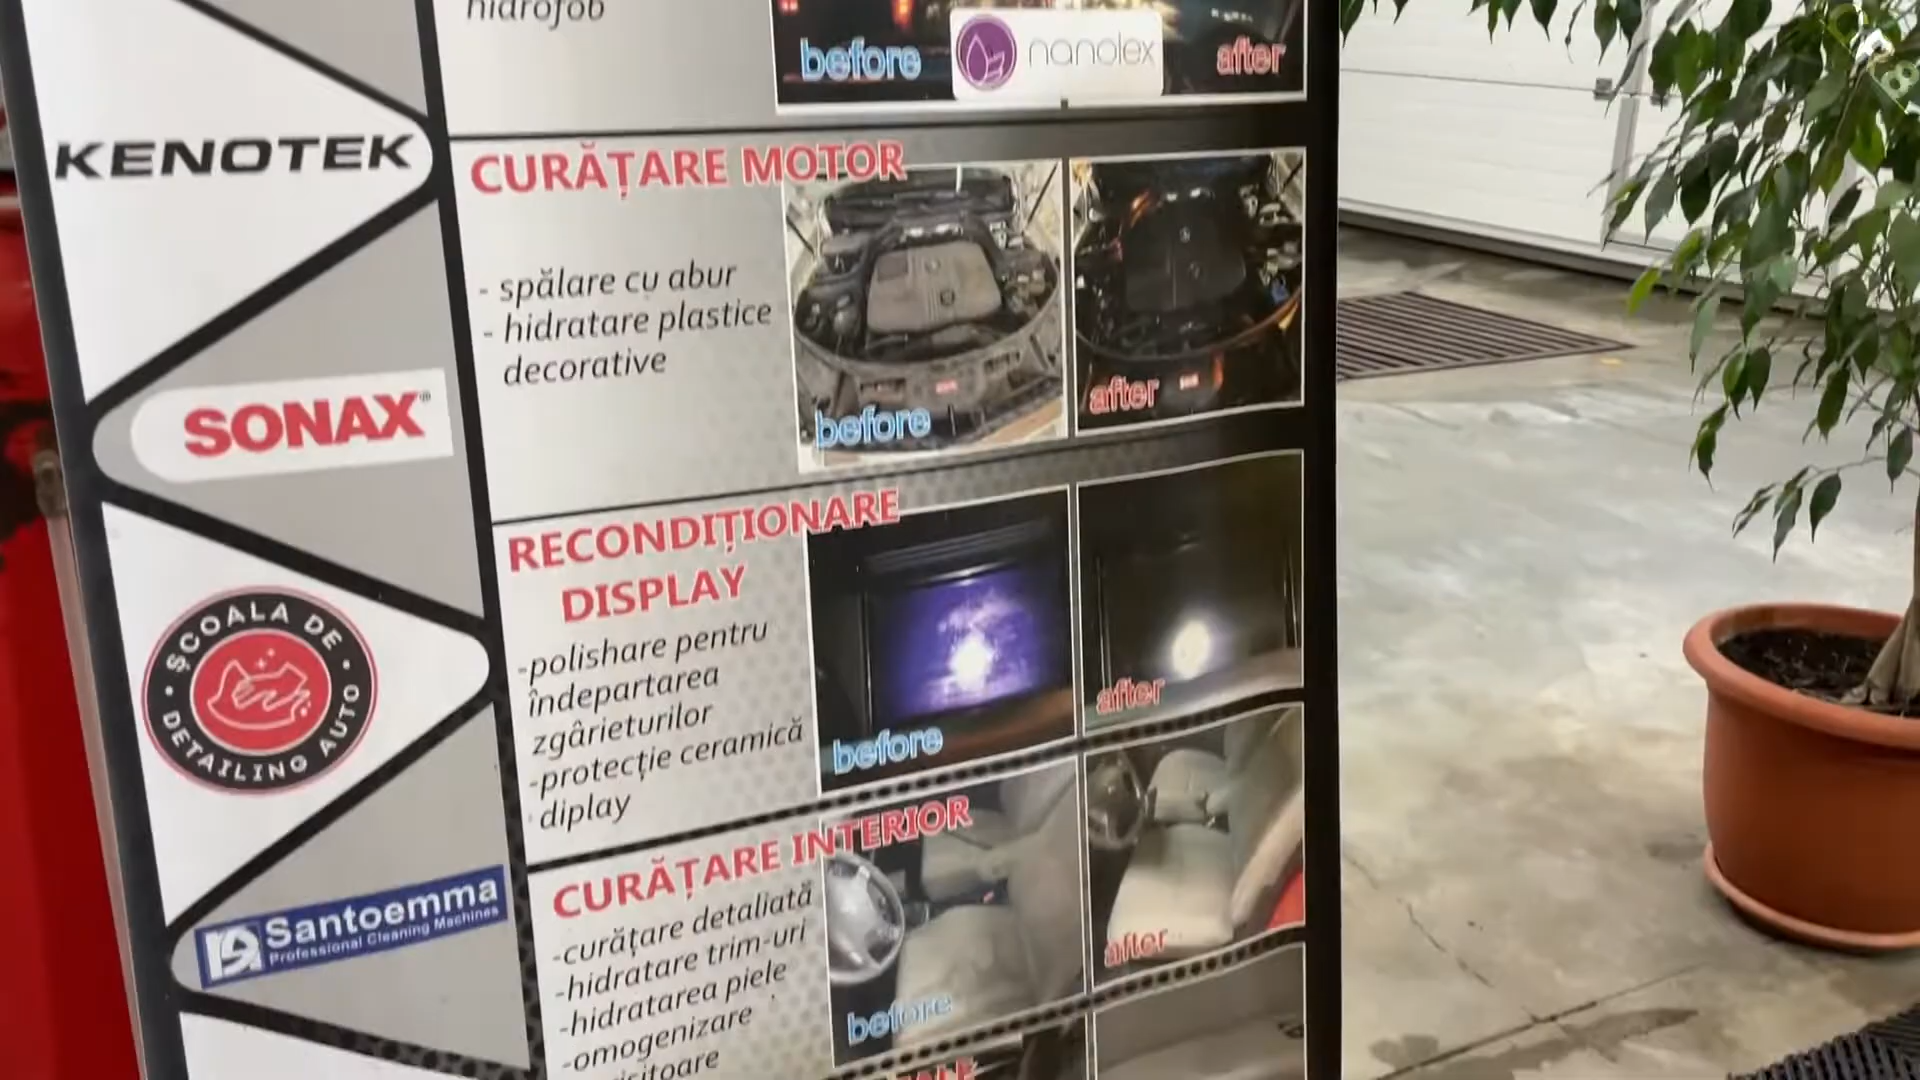 hidrofob
before
nanolex
after
KENOTEK
CURĂȚARE MOTOR
- spălare cu abur
- hidratare plastice
decorative
before
after
SONAX®
RECONDIȚIONARE
DISPLAY
-polishare pentru
îndepartarea
zgârieturilor
-protecție ceramică
diplay
before
after
ȘCOALA DE
DETAILING AUTO
CURĂȚARE INTERIOR
-curățare detaliată
-hidratare trim-uri
-hidratarea piele
-omogenizare
before
after
Santoemma
Professional Cleaning Machines